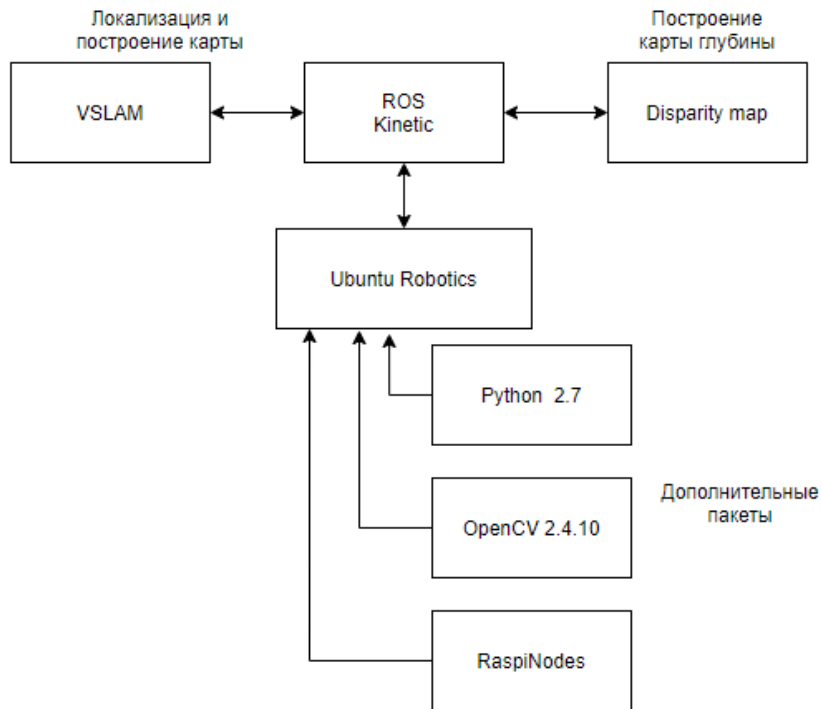 Локализация и
построение карты
Построение
карты глубины
VSLAM
ROS
Kinetic
Disparity map
Ubuntu Robotics
Python 2.7
OpenCV 2.4.10
Дополнительные
пакеты
RaspiNodes